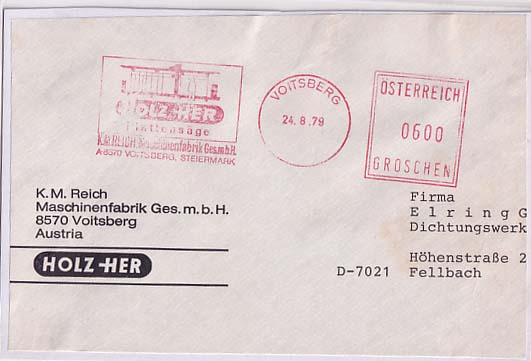 HOLZ-HER
Plattensäge
K.M. REICH, Maschinenfabrik Ges.m.b.H.
A-8570 VOITSBERG, STEIERMARK
VOITSBERG
24.8.79
ÖSTERREICH
0600
GROSCHEN
K.M. Reich
Maschinenfabrik Ges.m.b.H.
8570 Voitsberg
Austria
HOLZ-HER
Firma
Elring G
Dichtungswerk
Höhenstraße 2
D-7021 Fellbach